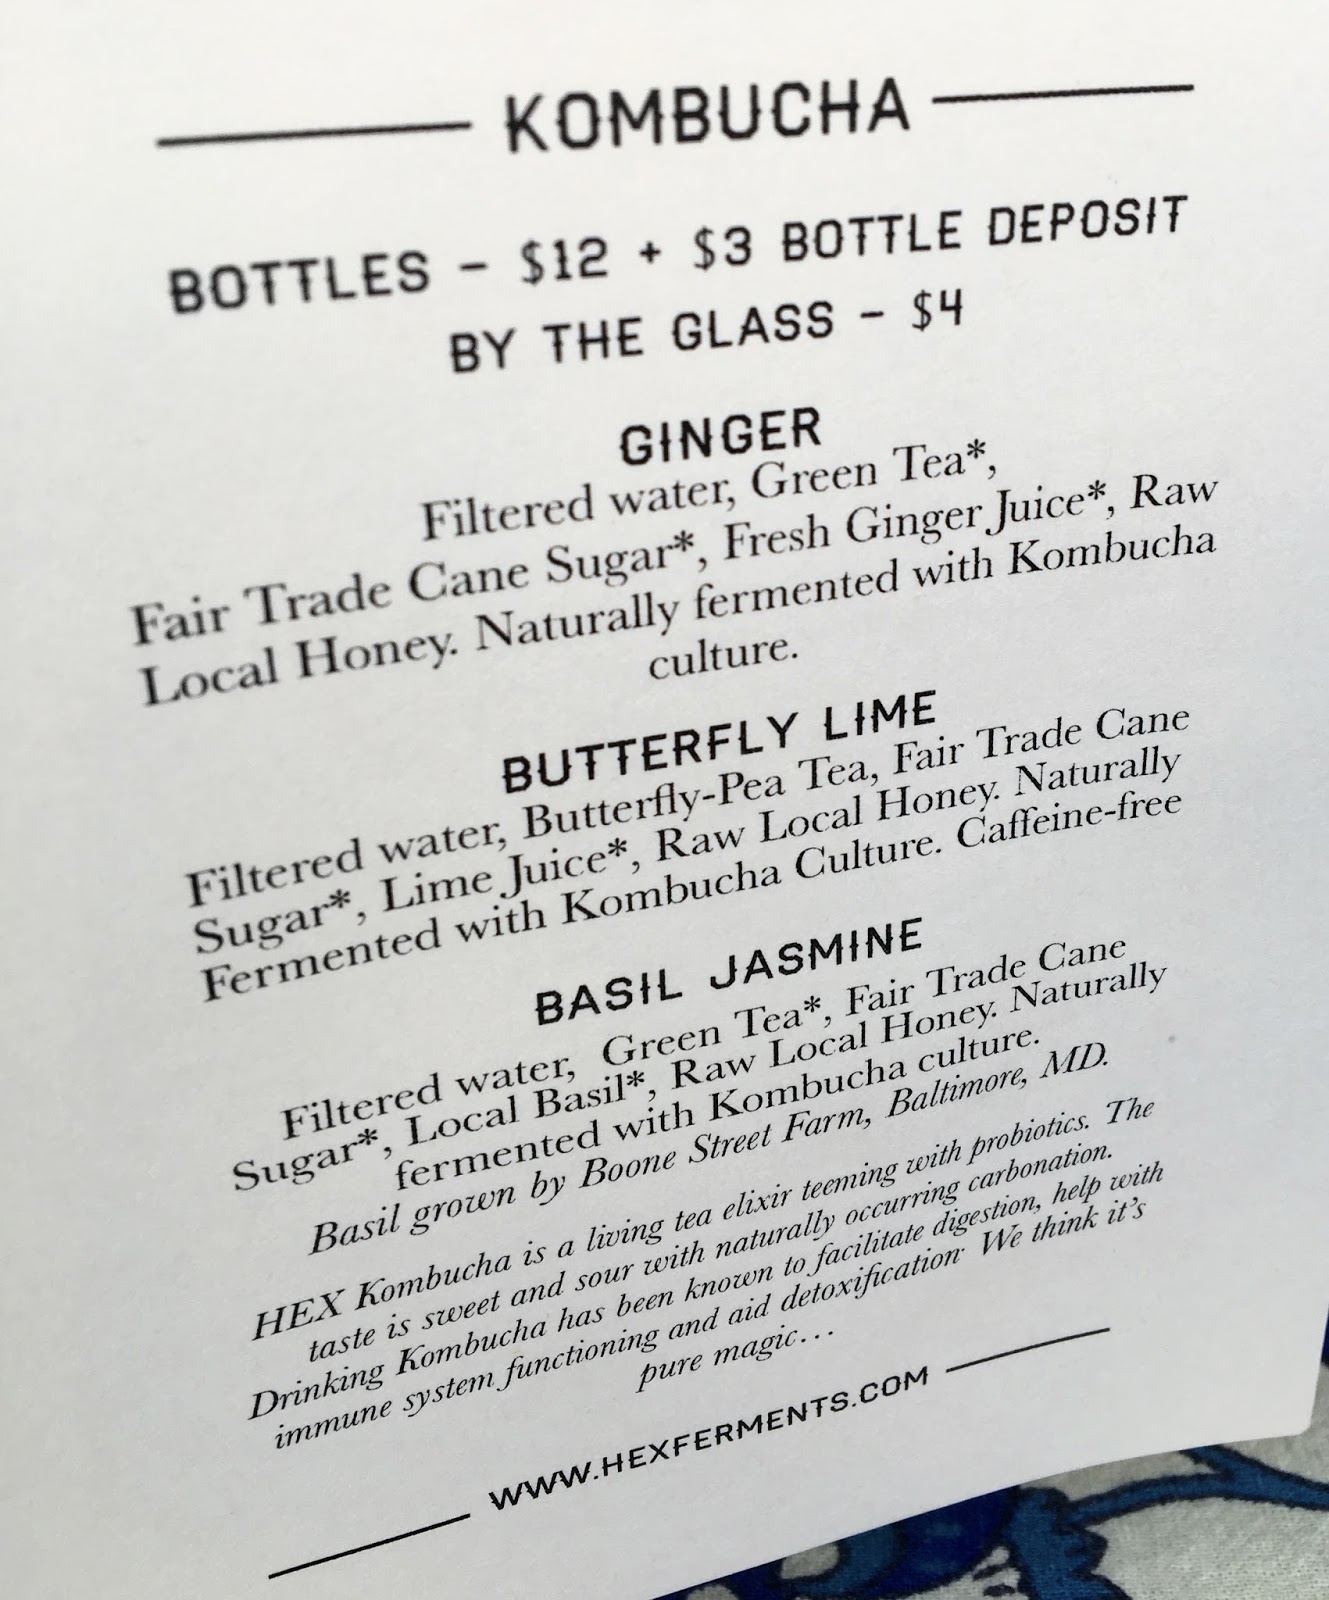 KOMBUCHA
BOTTLES - $12 + $3 BOTTLE DEPOSIT
BY THE GLASS - $4
GINGER
Filtered water, Green Tea*,
Fair Trade Cane Sugar*, Fresh Ginger Juice*, Raw
Local Honey. Naturally fermented with Kombucha
culture.
BUTTERFLY LIME
Filtered water, Butterfly-Pea Tea, Fair Trade Cane
Sugar*, Lime Juice*, Raw Local Honey. Naturally
Fermented with Kombucha Culture. Caffeine-free
BASIL JASMINE
Filtered water, Green Tea*, Fair Trade Cane
Sugar*, Local Basil*, Raw Local Honey. Naturally
fermented with Kombucha culture.
Basil grown by Boone Street Farm, Baltimore, MD.
HEX Kombucha is a living tea elixir teeming with probiotics. The
taste is sweet and sour with naturally occurring carbonation.
Drinking Kombucha has been known to facilitate digestion, help with
immune system functioning and aid detoxification. We think it's
pure magic...
WWW.HEXFERMENTS.COM